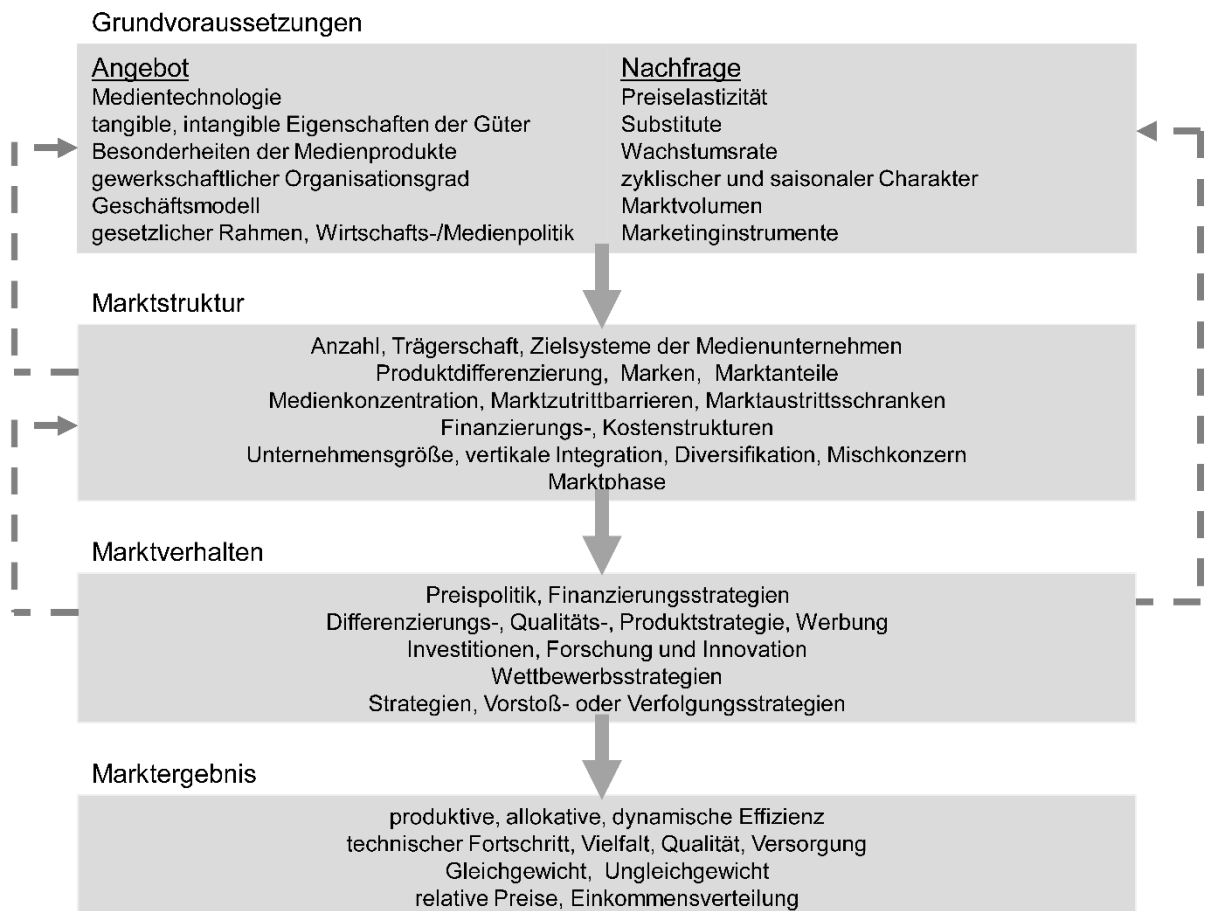 Grundvoraussetzungen
Angebot
Medientechnologie
tangible, intangible Eigenschaften der Güter
Besonderheiten der Medienprodukte
gewerkschaftlicher Organisationsgrad
Geschäftsmodell
gesetzlicher Rahmen, Wirtschafts-/Medienpolitik
Nachfrage
Preiselastizität
Substitute
Wachstumsrate
zyklischer und saisonaler Charakter
Marktvolumen
Marketinginstrumente
Marktstruktur
Anzahl, Trägerschaft, Zielsysteme der Medienunternehmen
Produktdifferenzierung, Marken, Marktanteile
Medienkonzentration, Marktzutrittbarrieren, Marktaustrittsschranken
Finanzierungs-, Kostenstrukturen
Unternehmensgröße, vertikale Integration, Diversifikation, Mischkonzern
Marktphase
Marktverhalten
Preispolitik, Finanzierungsstrategien
Differenzierungs-, Qualitäts-, Produktstrategie, Werbung
Investitionen, Forschung und Innovation
Wettbewerbsstrategien
Strategien, Vorstoß- oder Verfolgungsstrategien
Marktergebnis
produktive, allokative, dynamische Effizienz
technischer Fortschritt, Vielfalt, Qualität, Versorgung
Gleichgewicht, Ungleichgewicht
relative Preise, Einkommensverteilung